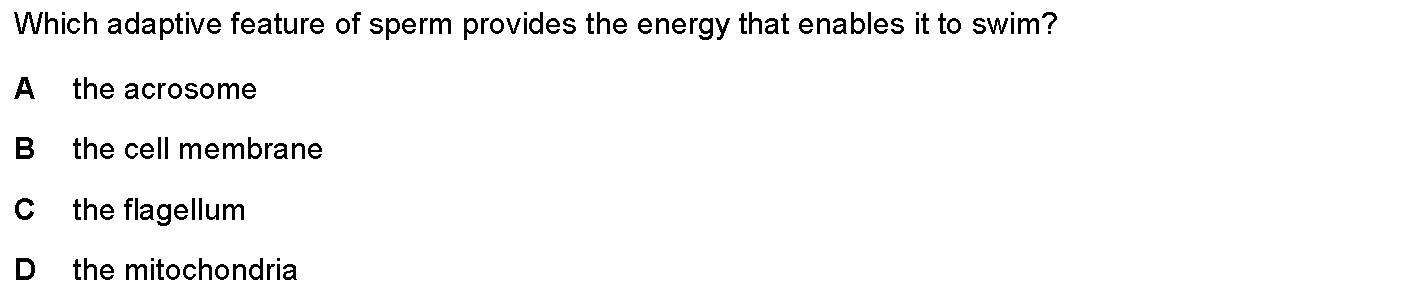 Which adaptive feature of sperm provides the energy that enables it to swim?
A the acrosome
B the cell membrane
C the flagellum
D the mitochondria